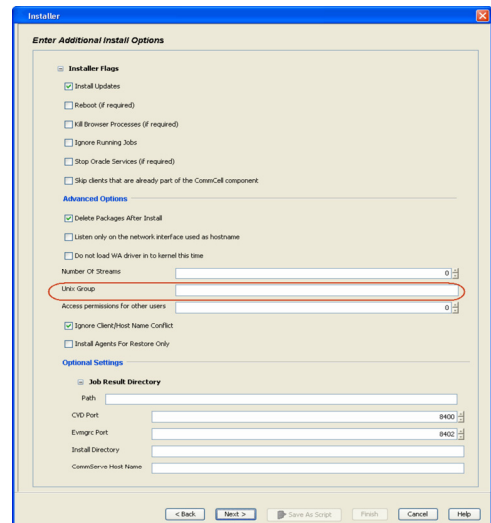 Installer
Enter Additional Install Options
Installer Flags
Install Updates
Reboot (if required)
Kill Browser Processes (if required)
Ignore Running Jobs
Stop Oracle Services (if required)
Skip clients that are already part of the CommCell component
Advanced Options
Delete Packages After Install
Listen only on the network interface used as hostname
Do not load WA driver in to kernel this time
Number Of Streams 0
Unix Group
Access permissions for other users 0
Ignore Client/Host Name Conflict
Install Agents For Restore Only
Optional Settings
Job Result Directory
Path
CVD Port 8400
Evmgrc Port 8402
Install Directory
CommServe Host Name
< Back Next > Save As Script Finish Cancel Help